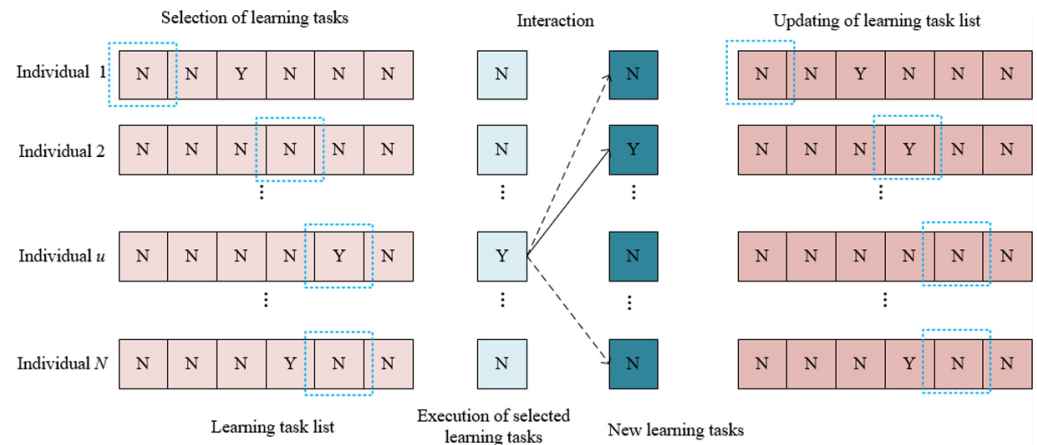 Selection of learning tasks Interaction Updating of learning task list
Individual 1 N N Y N N N N N N N Y N N N
Individual 2 N N N N N N N Y N N N Y N N
⋮ ⋮ ⋮ ⋮
Individual u N N N N Y N Y N N N N N N N
⋮ ⋮ ⋮ ⋮
Individual N N N N Y N N N N N N N Y N N
Learning task list Execution of selected New learning tasks
learning tasks